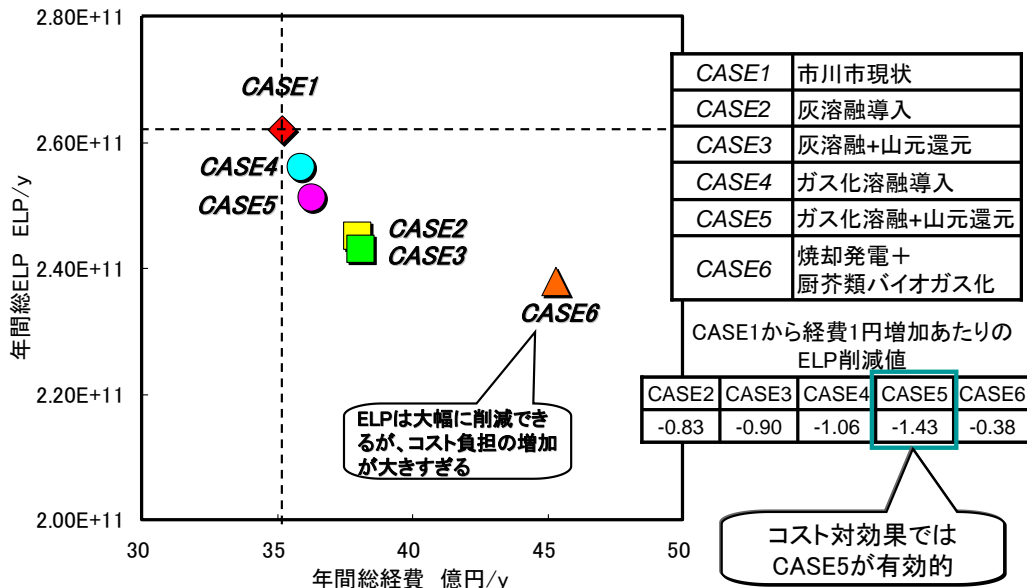 2.80E+11
2.60E+11
2.40E+11
2.20E+11
2.00E+11
年間総ELP ELP/y
30
35
40
45
50
年間総経費 億円/y
CASE1
CASE4
CASE5
CASE2
CASE3
CASE6
ELPは大幅に削減でき
るが、コスト負担の増加
が大きすぎる
CASE1 市川市現状
CASE2 灰溶融導入
CASE3 灰溶融+山元還元
CASE4 ガス化溶融導入
CASE5 ガス化溶融+山元還元
CASE6 焼却発電＋
厨芥類バイオガス化
CASE1から経費1円増加あたりの
ELP削減値
CASE2 CASE3 CASE4 CASE5 CASE6
-0.83 -0.90 -1.06 -1.43 -0.38
コスト対効果では
CASE5が有効的